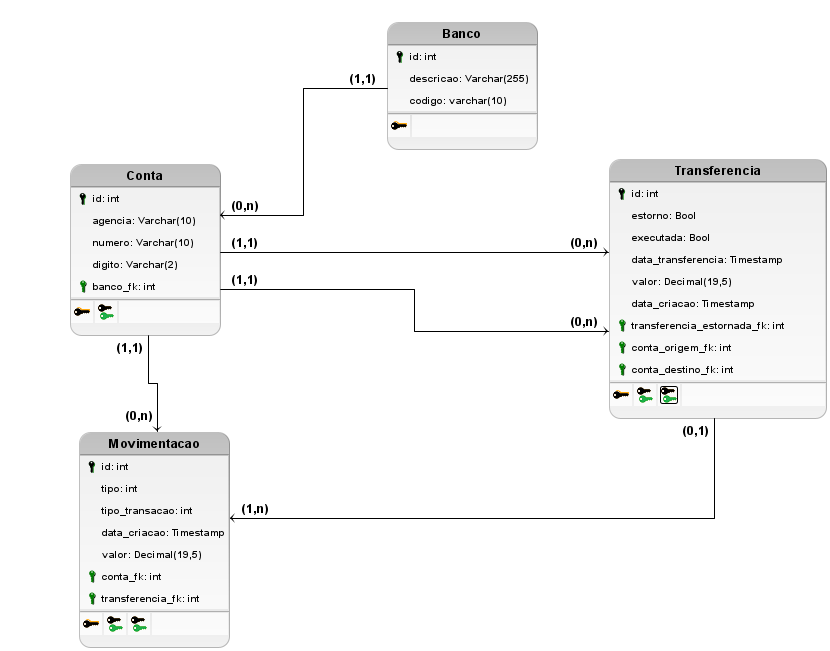 Banco
id: int
descricao: Varchar(255)
codigo: varchar(10)
(1,1)
(0,n)
Conta
id: int
agencia: Varchar(10)
numero: Varchar(10)
digito: Varchar(2)
banco_fk: int
(1,1)
(0,n)
(1,1)
(0,n)
Transferencia
id: int
estorno: Bool
executada: Bool
data_transferencia: Timestamp
valor: Decimal(19,5)
data_criacao: Timestamp
transferencia_estornada_fk: int
conta_origem_fk: int
conta_destino_fk: int
(1,1)
(0,n)
(0,1)
(1,n)
Movimentacao
id: int
tipo: int
tipo_transacao: int
data_criacao: Timestamp
valor: Decimal(19,5)
conta_fk: int
transferencia_fk: int